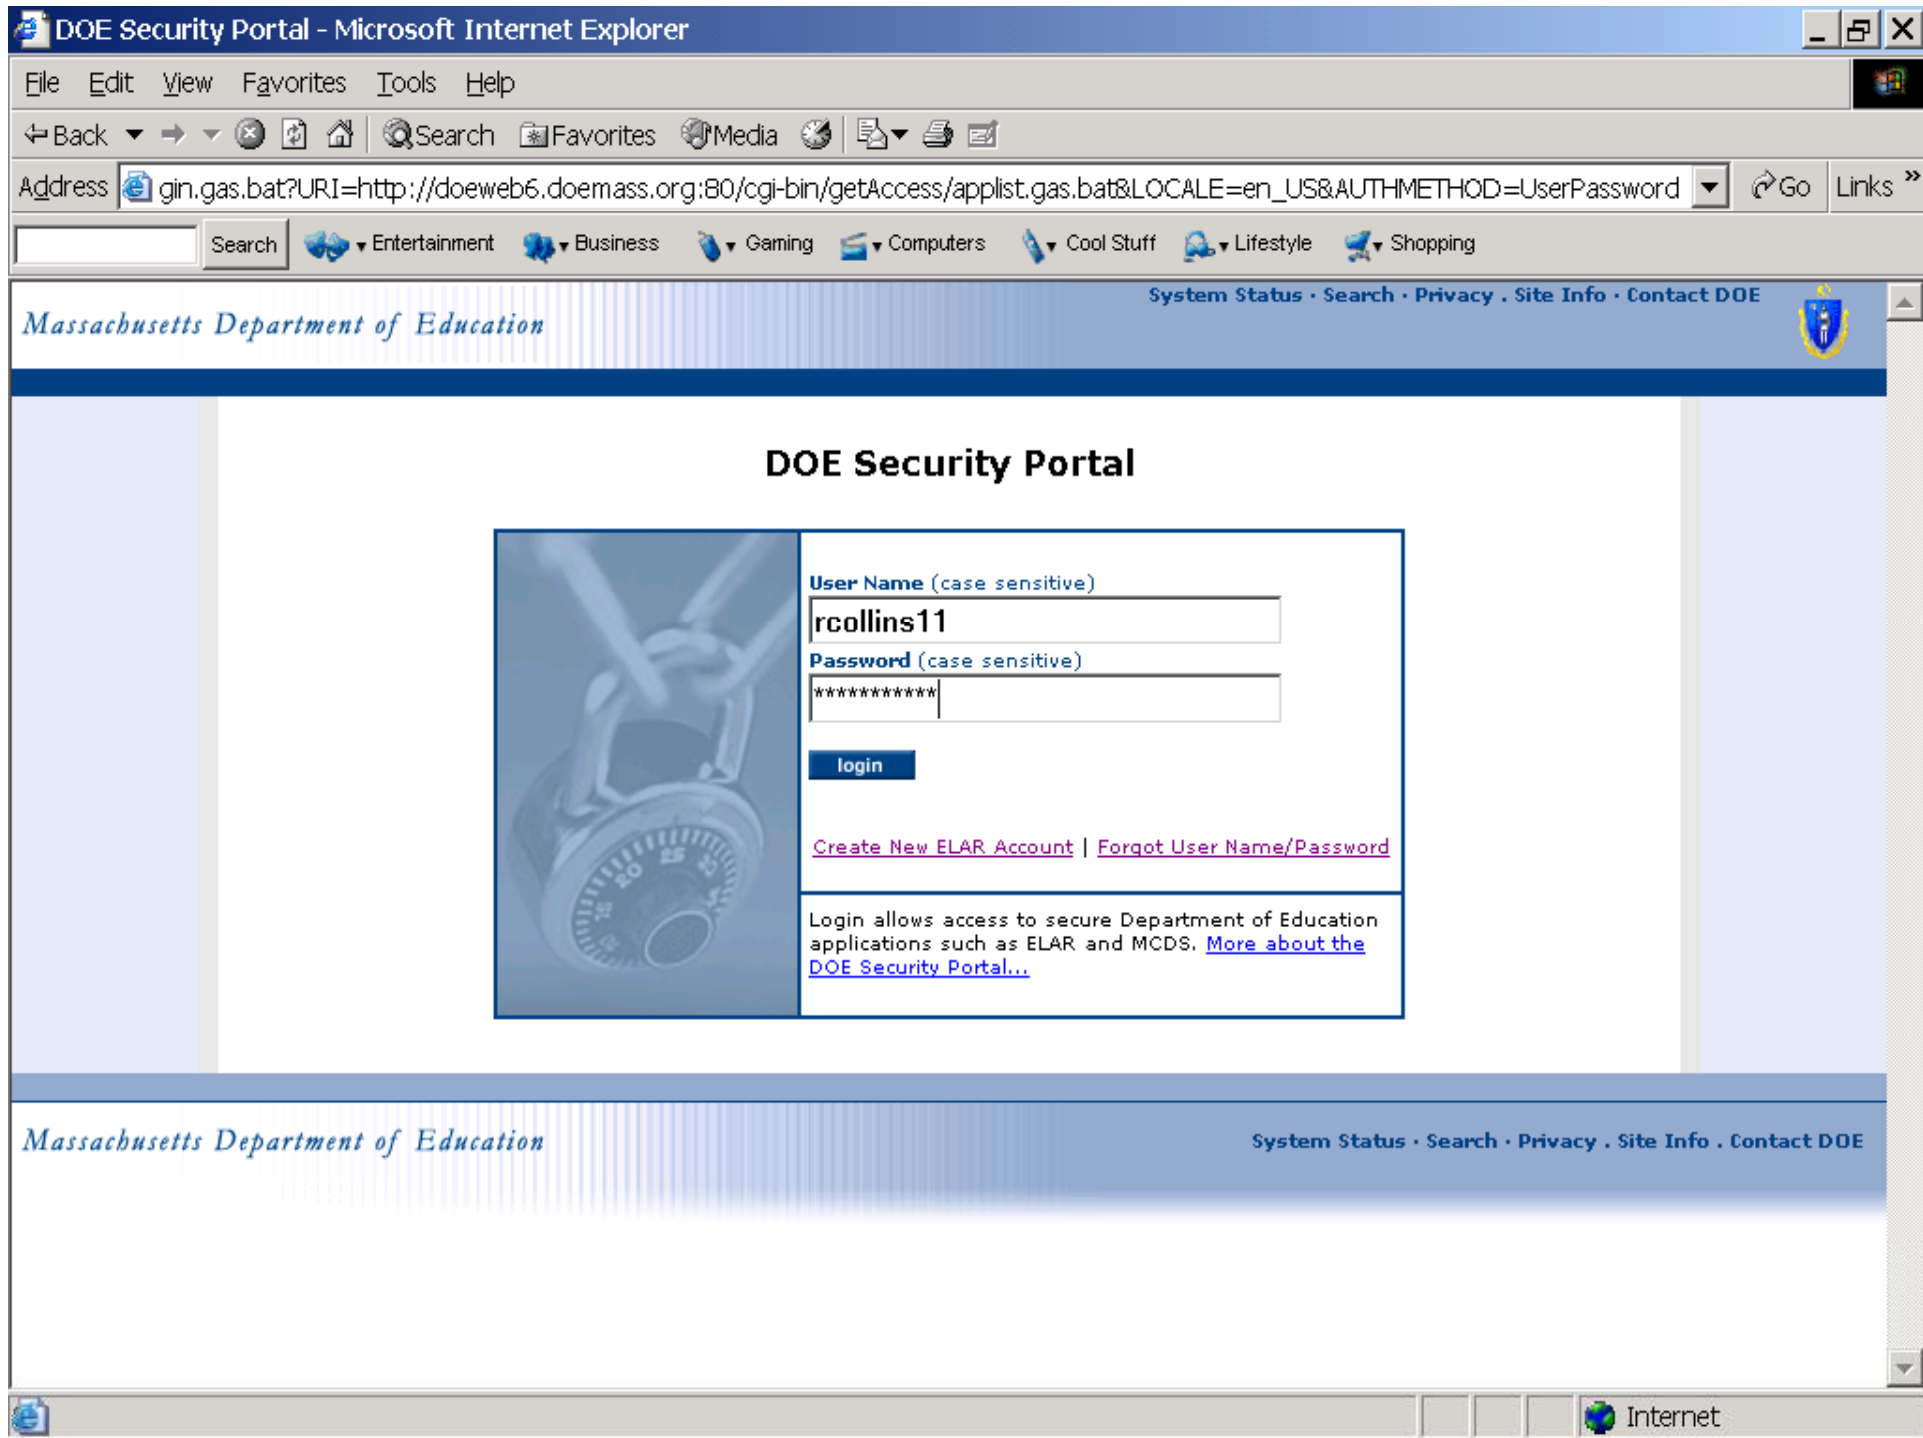 DOE Security Portal - Microsoft Internet Explorer
File Edit View Favorites Tools Help
Back Search Favorites Media
Address gin.gas.bat?URI=http://doeweb6.doemass.org:80/cgi-bin/getAccess/applist.gas.bat&LOCALE=en_US&AUTHMETHOD=UserPassword Go Links »
Search Entertainment Business Gaming Computers Cool Stuff Lifestyle Shopping
System Status · Search · Privacy . Site Info · Contact DOE
Massachusetts Department of Education
DOE Security Portal
User Name (case sensitive)
rcollins11
Password (case sensitive)
***********
login
Create New ELAR Account | Forgot User Name/Password
Login allows access to secure Department of Education
applications such as ELAR and MCDS. More about the
DOE Security Portal...
Massachusetts Department of Education
System Status · Search · Privacy . Site Info . Contact DOE
Internet